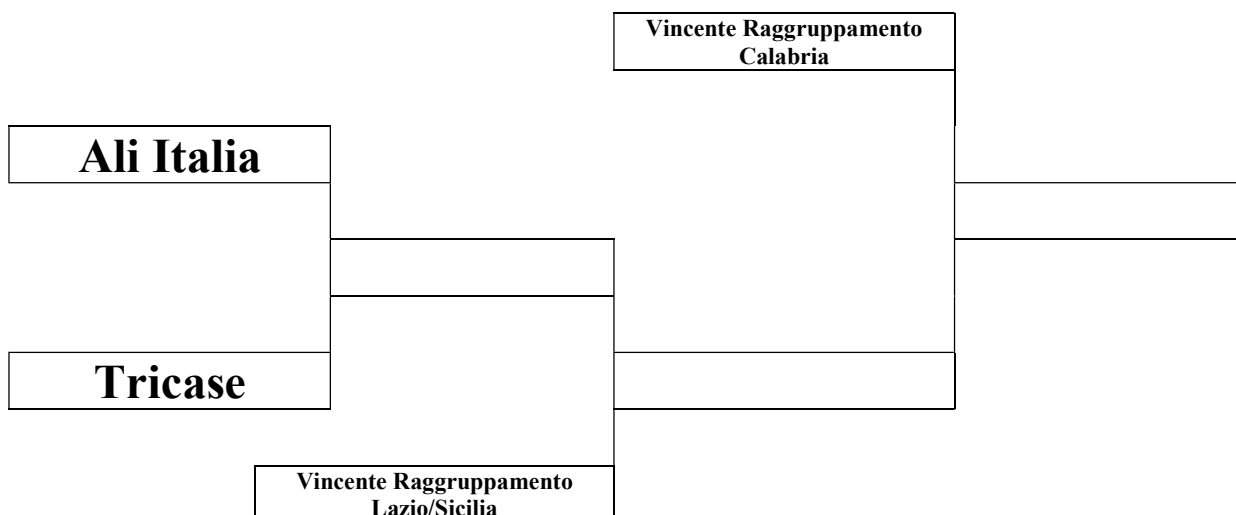 Vincente Raggruppamento
Calabria
Ali Italia
Tricase
Vincente Raggruppamento
Lazio/Sicilia